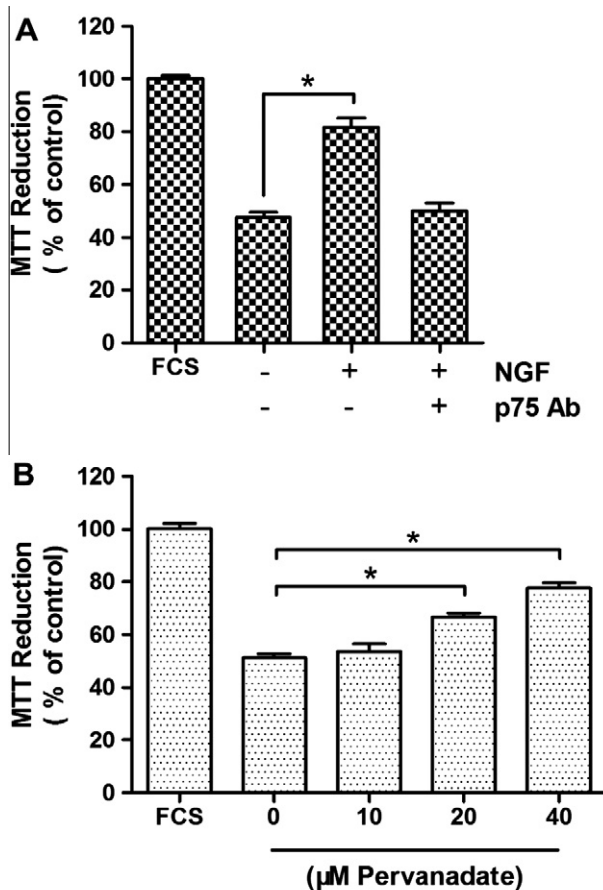 A
120
100
80
60
40
20
0
MTT Reduction
( % of control)
*
FCS - + + NGF
- - + p75 Ab
B
120
100
80
60
40
20
0
MTT Reduction
( % of control)
*
*
FCS 0 10 20 40
(µM Pervanadate)